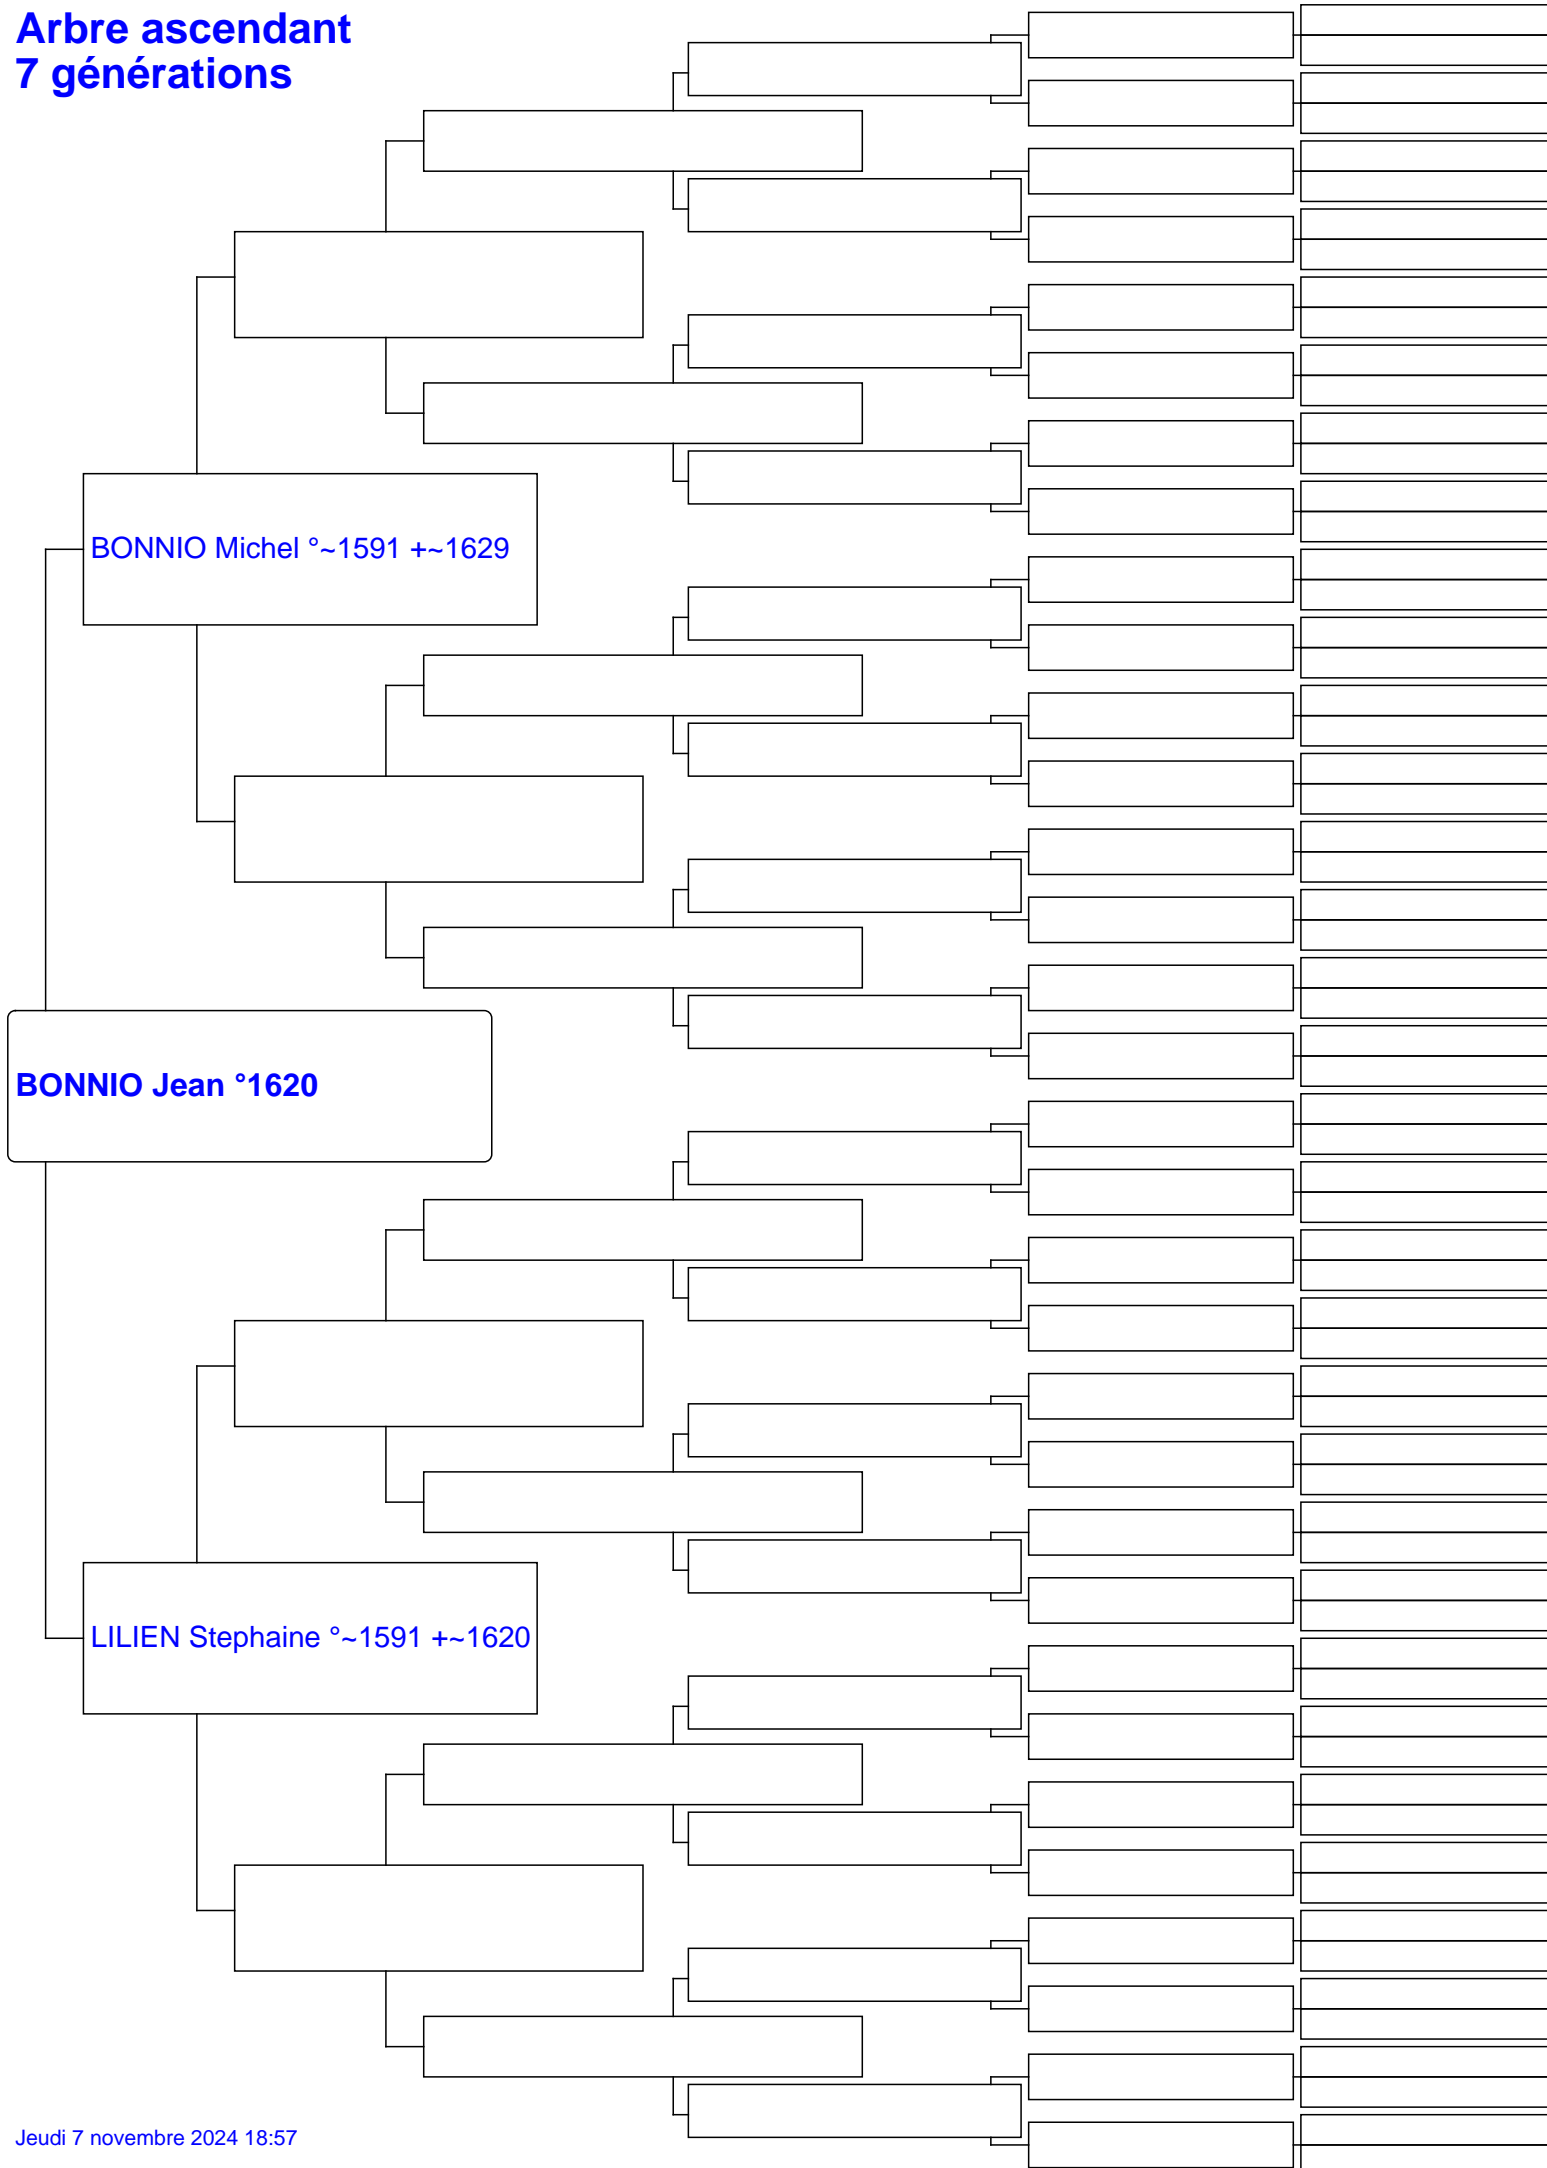 Arbre ascendant
7 générations
BONNIO Michel °~1591 +~1629
BONNIO Jean °1620
LILIEN Stephaine °~1591 +~1620
Jeudi 7 novembre 2024 18:57